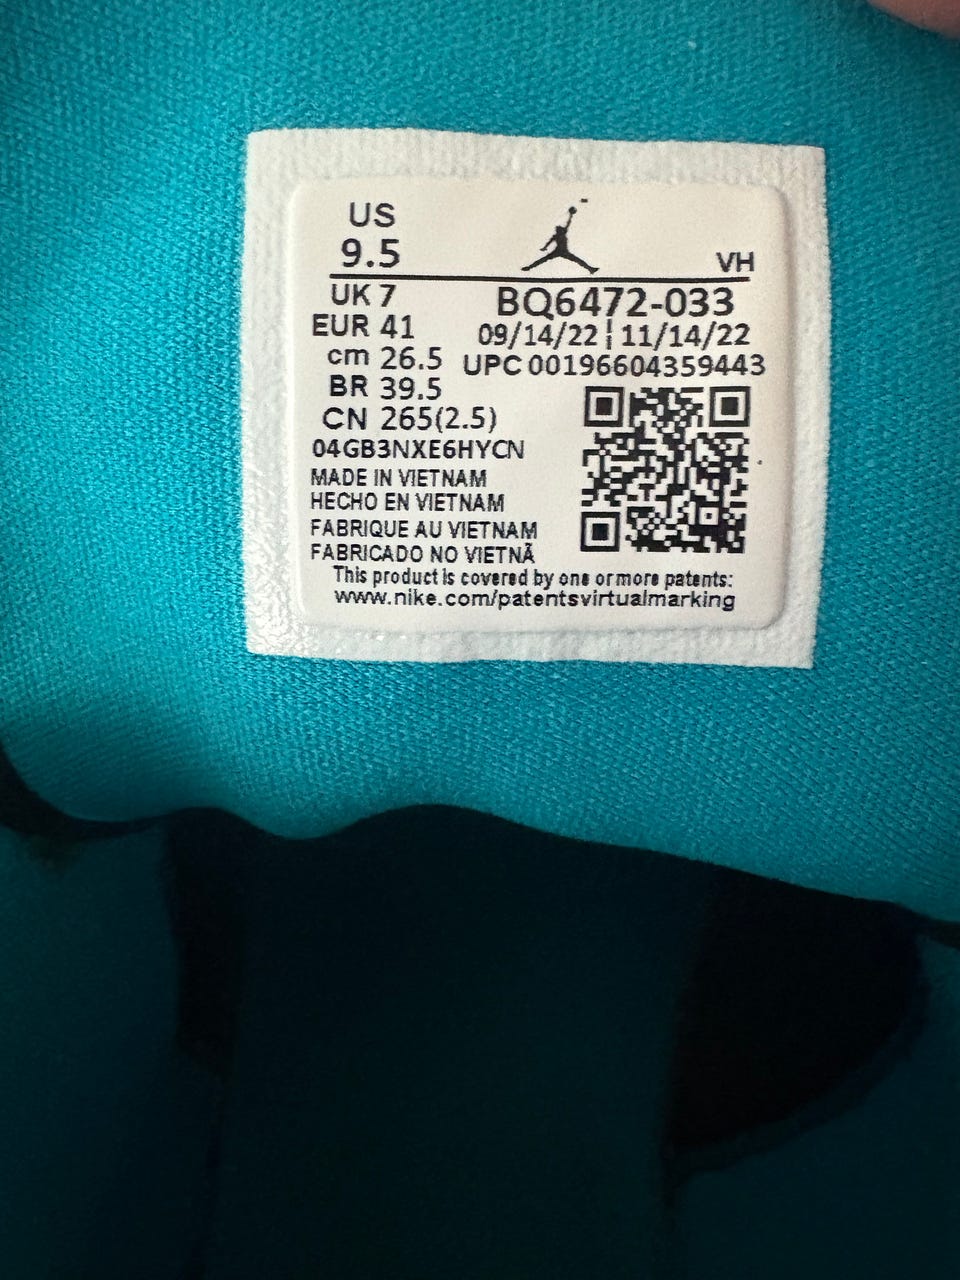 US
9.5
VH
UK 7
BQ6472-033
EUR 41
09/14/22 ¦ 11/14/22
cm 26.5
UPC 00196604359443
BR 39.5
CN 265(2.5)
04GB3NXE6HYCN
MADE IN VIETNAM
HECHO EN VIETNAM
FABRIQUE AU VIETNAM
FABRICADO NO VIETNÃ
This product is covered by one or more patents:
www.nike.com/patentsvirtualmarking